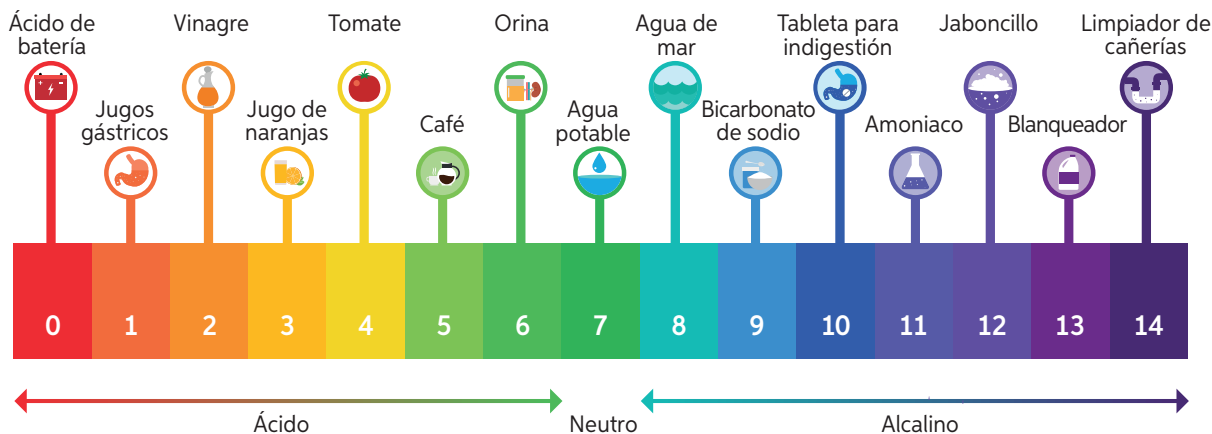 Ácido de
batería
Vinagre
Tomate
Orina
Agua de
mar
Tableta para
indigestión
Jaboncillo
Limpiador de
cañerías
Jugos
gástricos
Jugo de
naranjas
Café
Agua
potable
Bicarbonato
de sodio
Amoniaco
Blanqueador
0 1 2 3 4 5 6 7 8 9 10 11 12 13 14
Ácido Neutro Alcalino